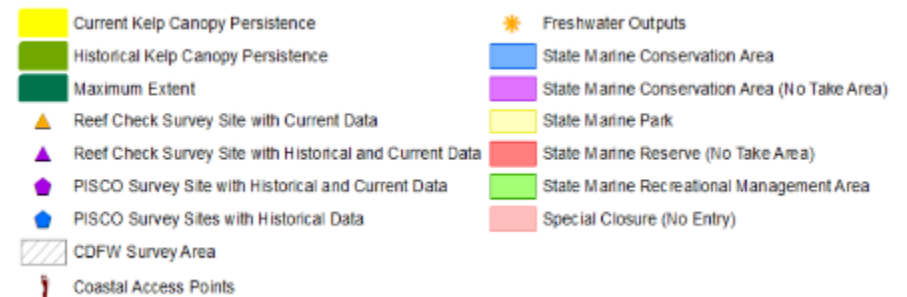 Current Kelp Canopy Persistence
Historical Kelp Canopy Persistence
Maximum Extent
Reef Check Survey Site with Current Data
Reef Check Survey Site with Historical and Current Data
PISCO Survey Site with Historical and Current Data
PISCO Survey Sites with Historical Data
CDFW Survey Area
Coastal Access Points
Freshwater Outputs
State Marine Conservation Area
State Marine Conservation Area (No Take Area)
State Marine Park
State Marine Reserve (No Take Area)
State Marine Recreational Management Area
Special Closure (No Entry)